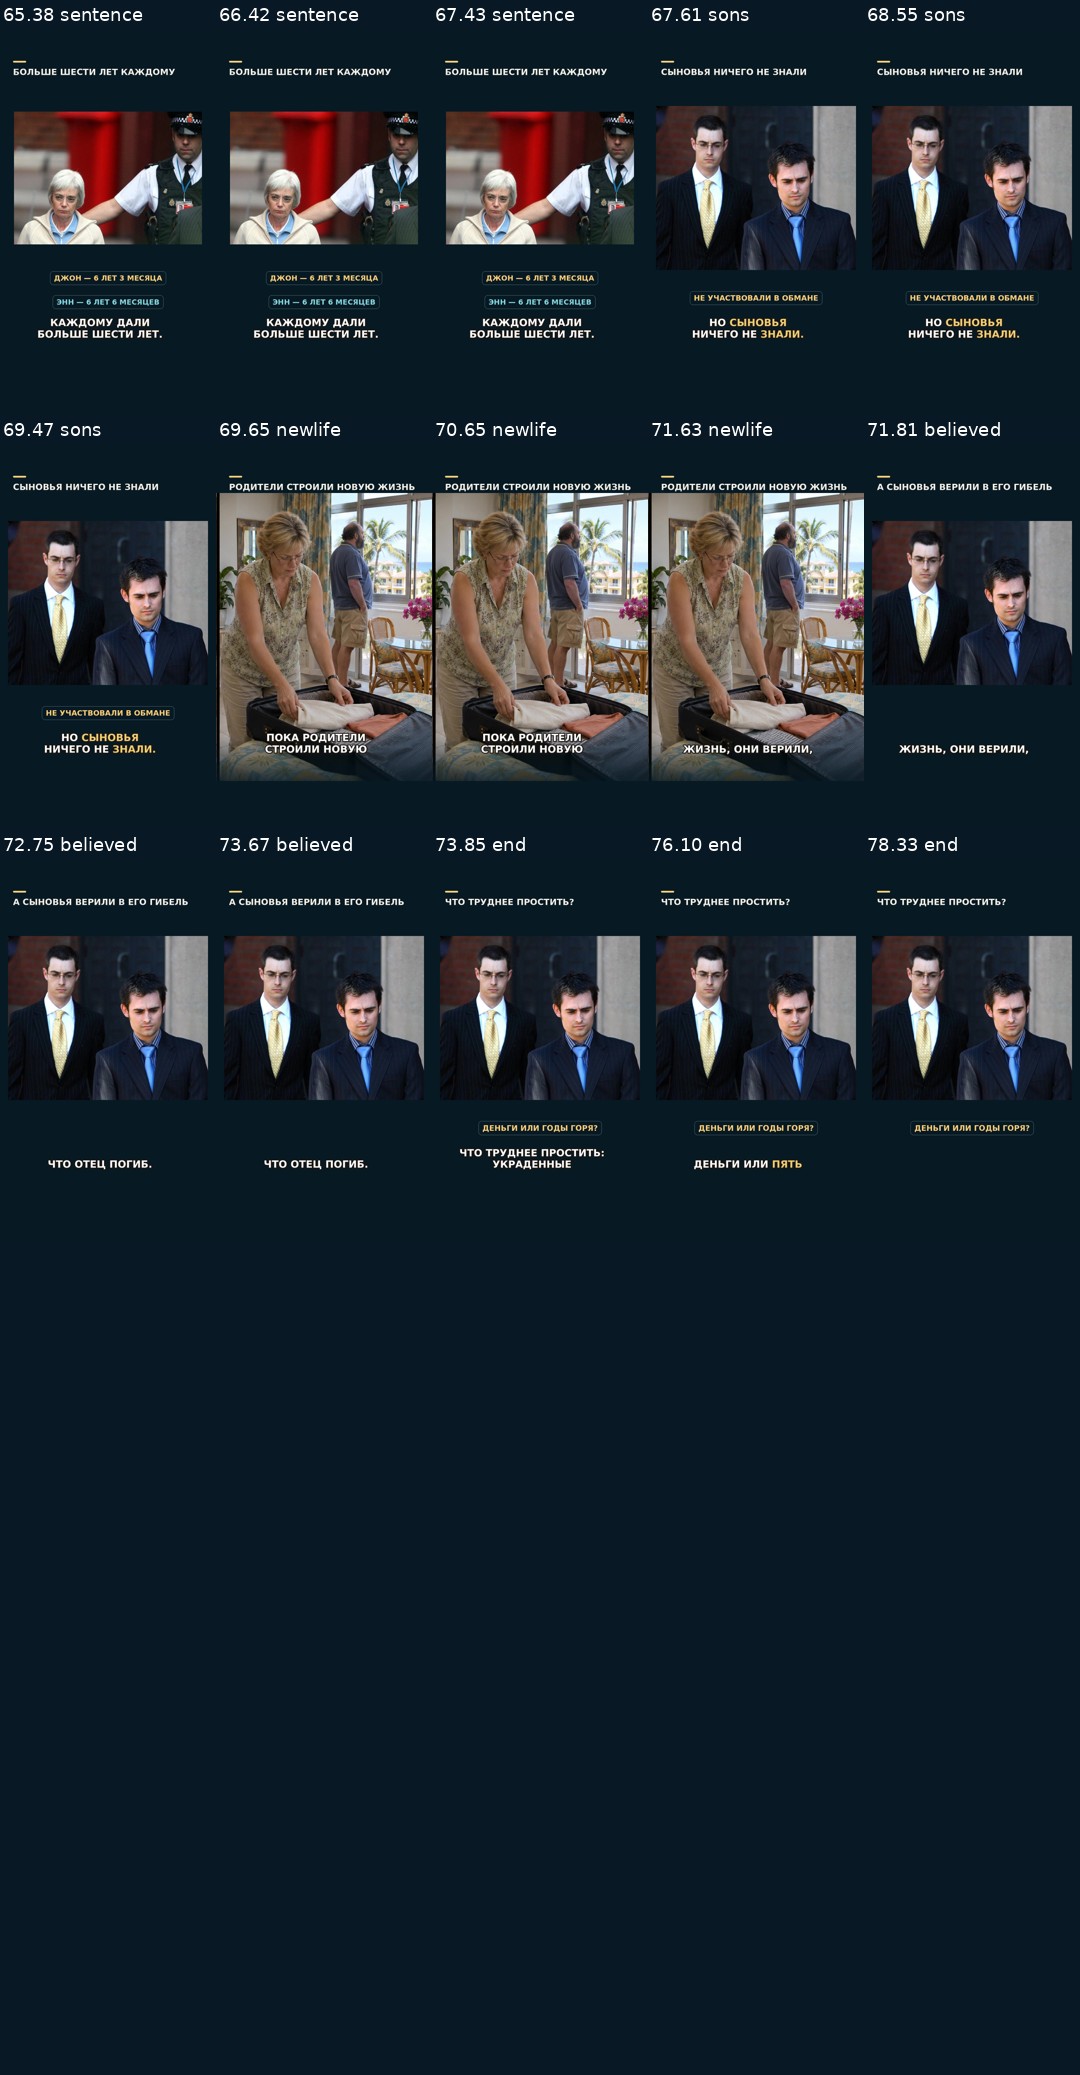 65.38 sentence
БОЛЬШЕ ШЕСТИ ЛЕТ КАЖДОМУ
ДЖОН — 6 ЛЕТ 3 МЕСЯЦА
ЭНН — 6 ЛЕТ 6 МЕСЯЦЕВ
КАЖДОМУ ДАЛИ
БОЛЬШЕ ШЕСТИ ЛЕТ.
66.42 sentence
БОЛЬШЕ ШЕСТИ ЛЕТ КАЖДОМУ
ДЖОН — 6 ЛЕТ 3 МЕСЯЦА
ЭНН — 6 ЛЕТ 6 МЕСЯЦЕВ
КАЖДОМУ ДАЛИ
БОЛЬШЕ ШЕСТИ ЛЕТ.
67.43 sentence
БОЛЬШЕ ШЕСТИ ЛЕТ КАЖДОМУ
ДЖОН — 6 ЛЕТ 3 МЕСЯЦА
ЭНН — 6 ЛЕТ 6 МЕСЯЦЕВ
КАЖДОМУ ДАЛИ
БОЛЬШЕ ШЕСТИ ЛЕТ.
67.61 sons
СЫНОВЬЯ НИЧЕГО НЕ ЗНАЛИ
НЕ УЧАСТВОВАЛИ В ОБМАНЕ
НО СЫНОВЬЯ
НИЧЕГО НЕ ЗНАЛИ.
68.55 sons
СЫНОВЬЯ НИЧЕГО НЕ ЗНАЛИ
НЕ УЧАСТВОВАЛИ В ОБМАНЕ
НО СЫНОВЬЯ
НИЧЕГО НЕ ЗНАЛИ.
69.47 sons
СЫНОВЬЯ НИЧЕГО НЕ ЗНАЛИ
НЕ УЧАСТВОВАЛИ В ОБМАНЕ
НО СЫНОВЬЯ
НИЧЕГО НЕ ЗНАЛИ.
69.65 newlife
РОДИТЕЛИ СТРОИЛИ НОВУЮ ЖИЗНЬ
ПОКА РОДИТЕЛИ
СТРОИЛИ НОВУЮ
70.65 newlife
РОДИТЕЛИ СТРОИЛИ НОВУЮ ЖИЗНЬ
ПОКА РОДИТЕЛИ
СТРОИЛИ НОВУЮ
71.63 newlife
РОДИТЕЛИ СТРОИЛИ НОВУЮ ЖИЗНЬ
ЖИЗНЬ, ОНИ ВЕРИЛИ,
71.81 believed
А СЫНОВЬЯ ВЕРИЛИ В ЕГО ГИБЕЛЬ
ЖИЗНЬ, ОНИ ВЕРИЛИ,
72.75 believed
А СЫНОВЬЯ ВЕРИЛИ В ЕГО ГИБЕЛЬ
ЧТО ОТЕЦ ПОГИБ.
73.67 believed
А СЫНОВЬЯ ВЕРИЛИ В ЕГО ГИБЕЛЬ
ЧТО ОТЕЦ ПОГИБ.
73.85 end
ЧТО ТРУДНЕЕ ПРОСТИТЬ?
ДЕНЬГИ ИЛИ ГОДЫ ГОРЯ?
ЧТО ТРУДНЕЕ ПРОСТИТЬ:
УКРАДЕННЫЕ
76.10 end
ЧТО ТРУДНЕЕ ПРОСТИТЬ?
ДЕНЬГИ ИЛИ ГОДЫ ГОРЯ?
ДЕНЬГИ ИЛИ ПЯТЬ
78.33 end
ЧТО ТРУДНЕЕ ПРОСТИТЬ?
ДЕНЬГИ ИЛИ ГОДЫ ГОРЯ?